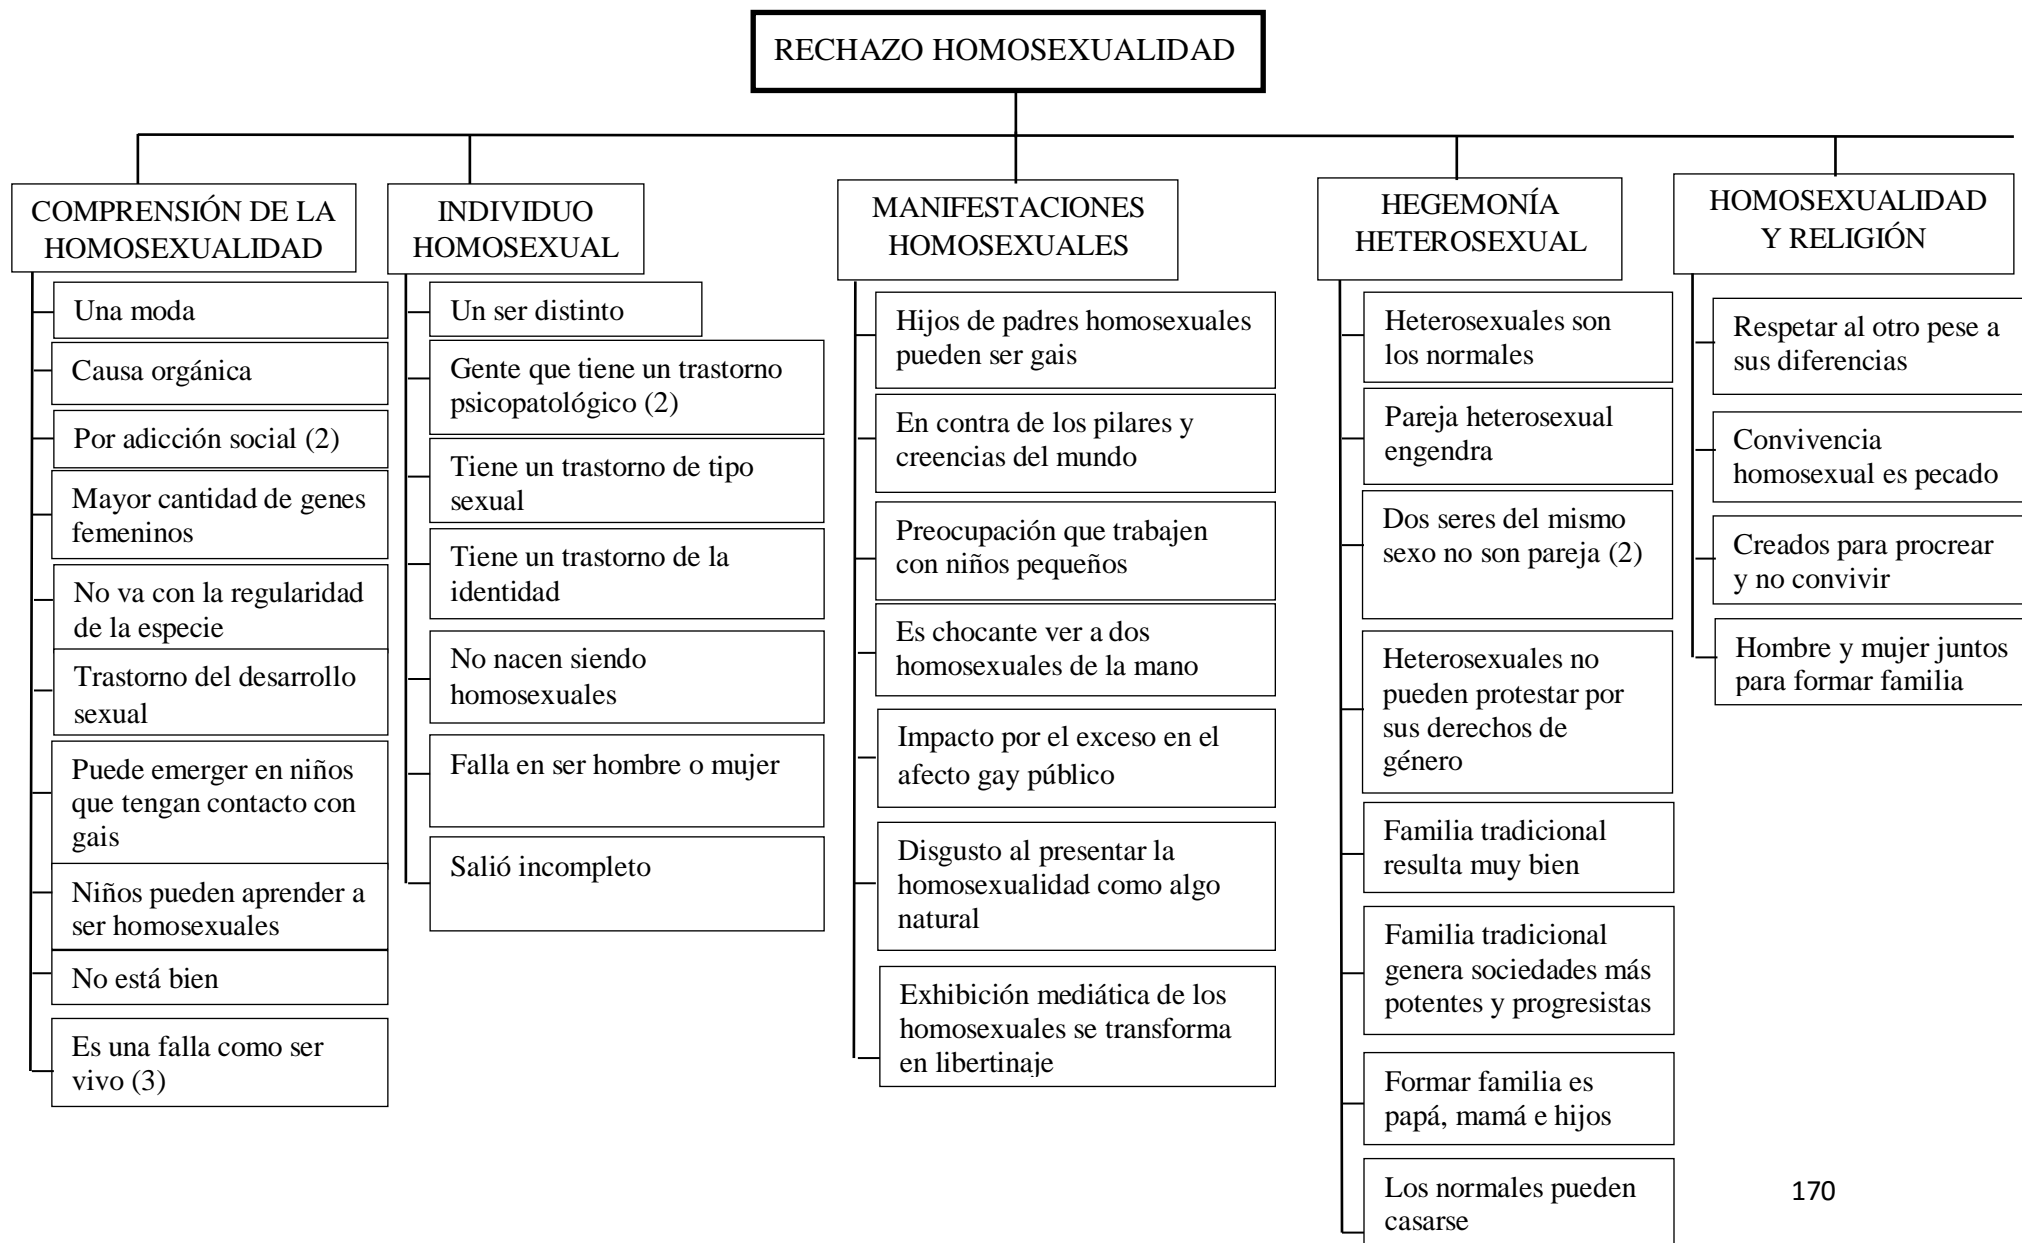 RECHAZO HOMOSEXUALIDAD
COMPRENSIÓN DE LA
HOMOSEXUALIDAD
Una moda
Causa orgánica
Por adicción social (2)
Mayor cantidad de genes
femeninos
No va con la regularidad
de la especie
Trastorno del desarrollo
sexual
Puede emerger en niños
que tengan contacto con
gais
Niños pueden aprender a
ser homosexuales
No está bien
Es una falla como ser
vivo (3)
INDIVIDUO
HOMOSEXUAL
Un ser distinto
Gente que tiene un trastorno
psicopatológico (2)
Tiene un trastorno de tipo
sexual
Tiene un trastorno de la
identidad
No nacen siendo
homosexuales
Falla en ser hombre o mujer
Salió incompleto
MANIFESTACIONES
HOMOSEXUALES
Hijos de padres homosexuales
pueden ser gais
En contra de los pilares y
creencias del mundo
Preocupación que trabajen
con niños pequeños
Es chocante ver a dos
homosexuales de la mano
Impacto por el exceso en el
afecto gay público
Disgusto al presentar la
homosexualidad como algo
natural
Exhibición mediática de los
homosexuales se transforma
en libertinaje
HEGEMONÍA
HETEROSEXUAL
Heterosexuales son
los normales
Pareja heterosexual
engendra
Dos seres del mismo
sexo no son pareja (2)
Heterosexuales no
pueden protestar por
sus derechos de
género
Familia tradicional
resulta muy bien
Familia tradicional
genera sociedades más
potentes y progresistas
Formar familia es
papá, mamá e hijos
Los normales pueden
casarse
HOMOSEXUALIDAD
Y RELIGIÓN
Respetar al otro pese a
sus diferencias
Convivencia
homosexual es pecado
Creados para procrear
y no convivir
Hombre y mujer juntos
para formar familia
170